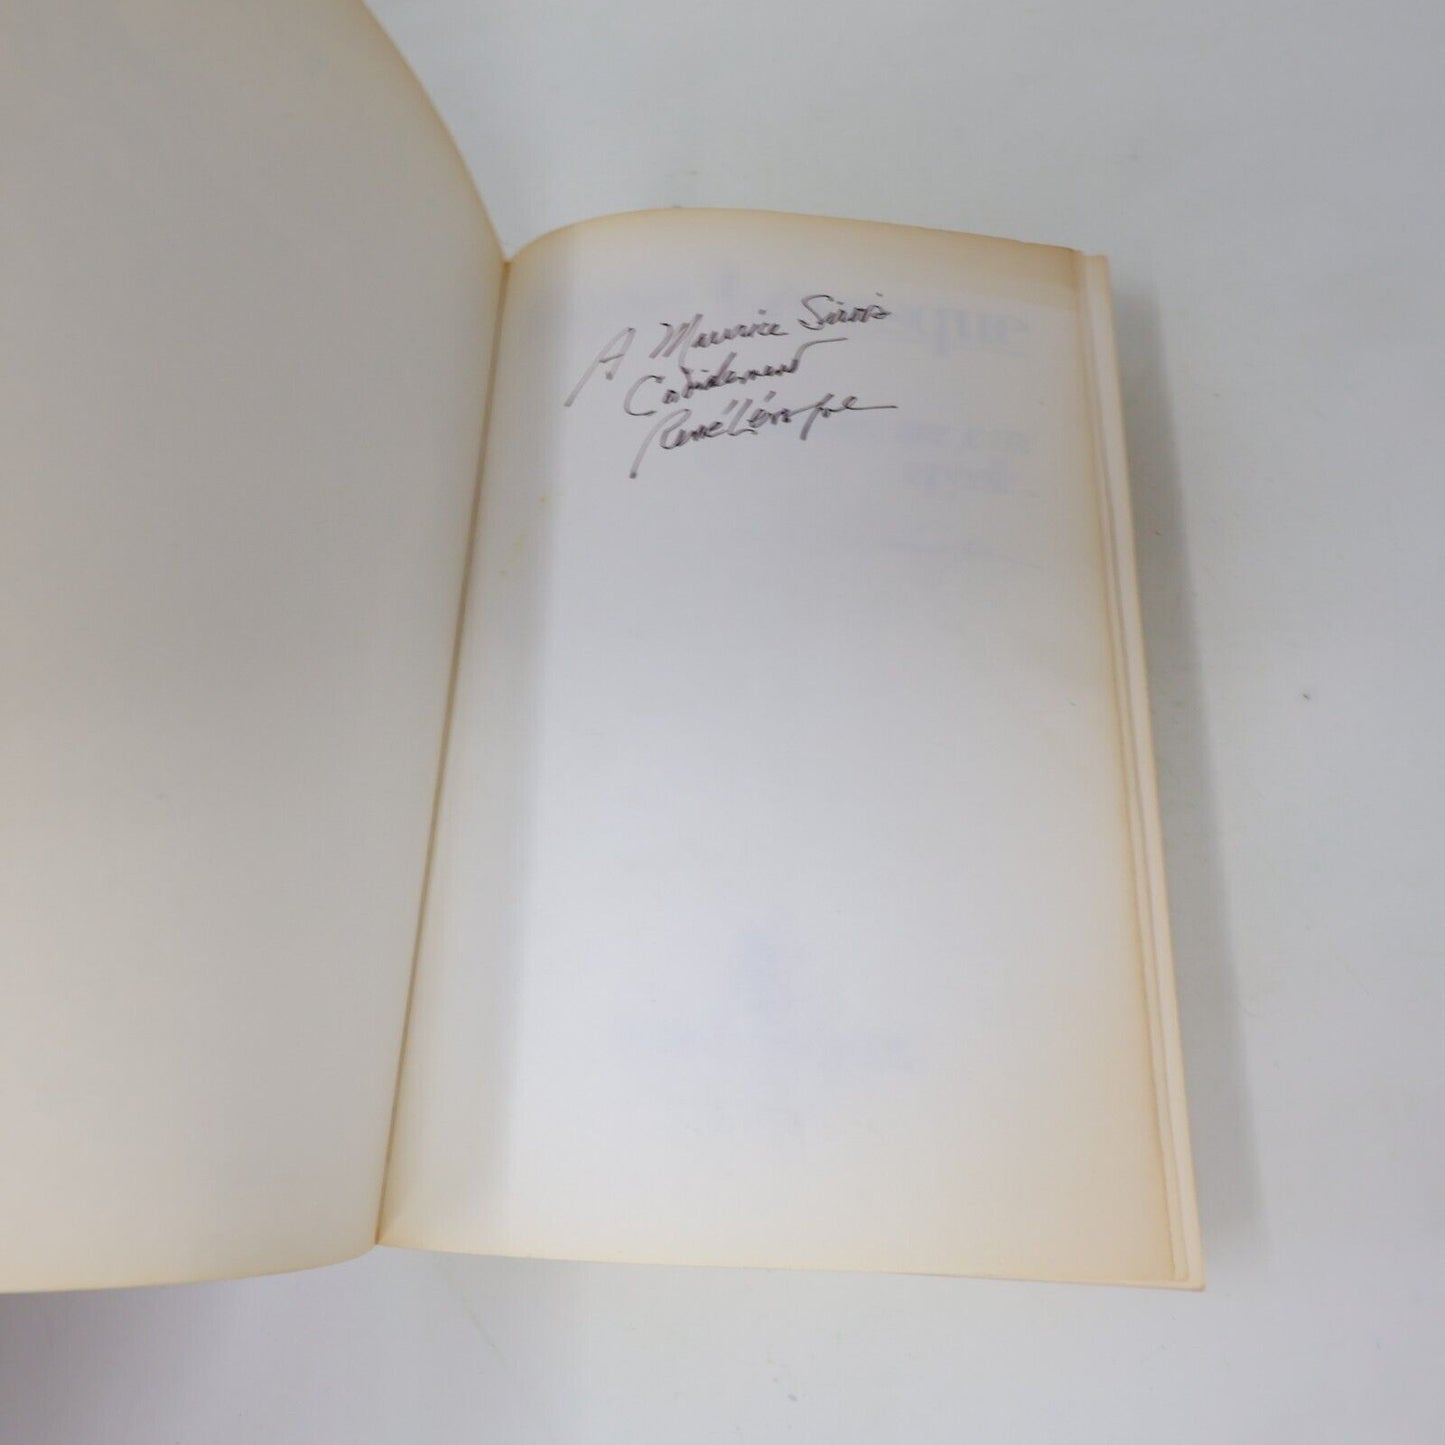 A Maurice Sirois
Cordialement
René Lévesque